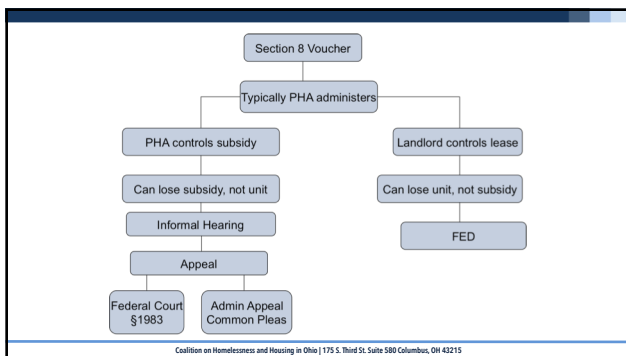 Section 8 Voucher
Typically PHA administers
PHA controls subsidy
Landlord controls lease
Can lose subsidy, not unit
Can lose unit, not subsidy
Informal Hearing
FED
Appeal
Federal Court
§1983
Admin Appeal
Common Pleas
Coalition on Homelessness and Housing in Ohio | 175 S. Third St. Suite 580 Columbus, OH 43215